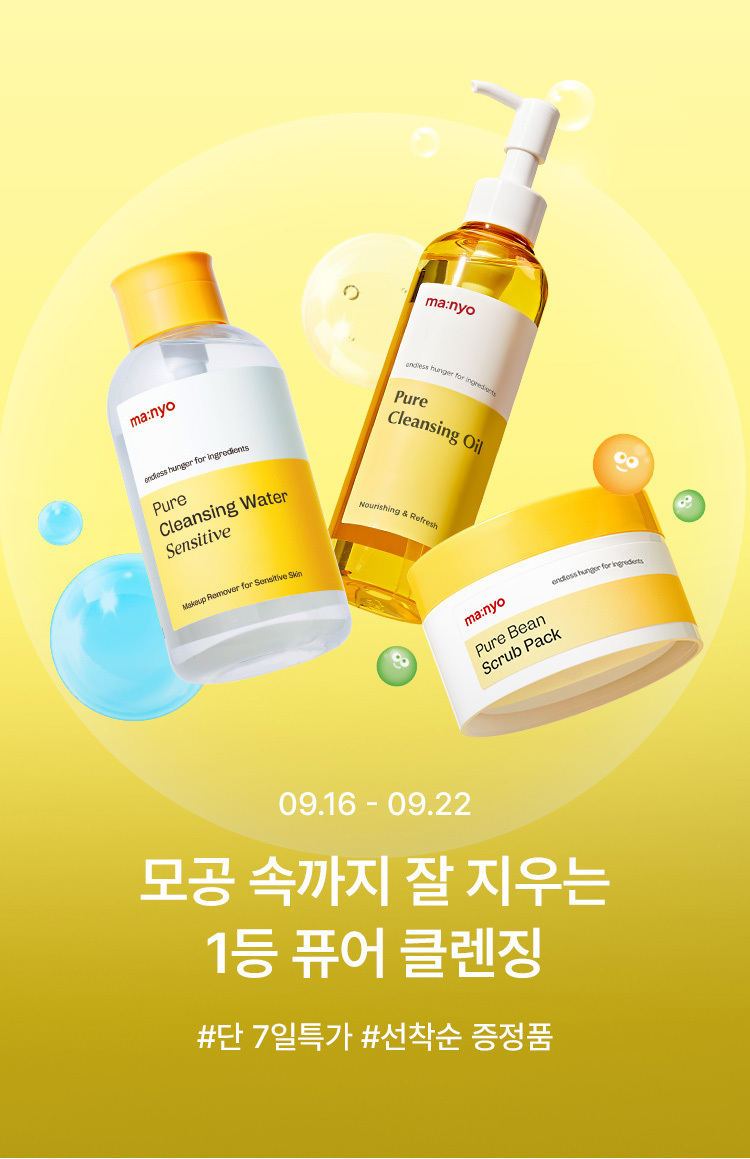 ma:nyo
endless hunger for ingredients
Pure
Cleansing Oil
Nourishing & Refresh
ma:nyo
endless hunger for ingredients
Pure
Cleansing Water
Sensitive
Makeup Remover for Sensitive Skin
ma:nyo
endless hunger for ingredients
Pure Bean
Scrub Pack
09.16 - 09.22
모공 속까지 잘 지우는
1등 퓨어 클렌징
#단 7일특가 #선착순 증정품